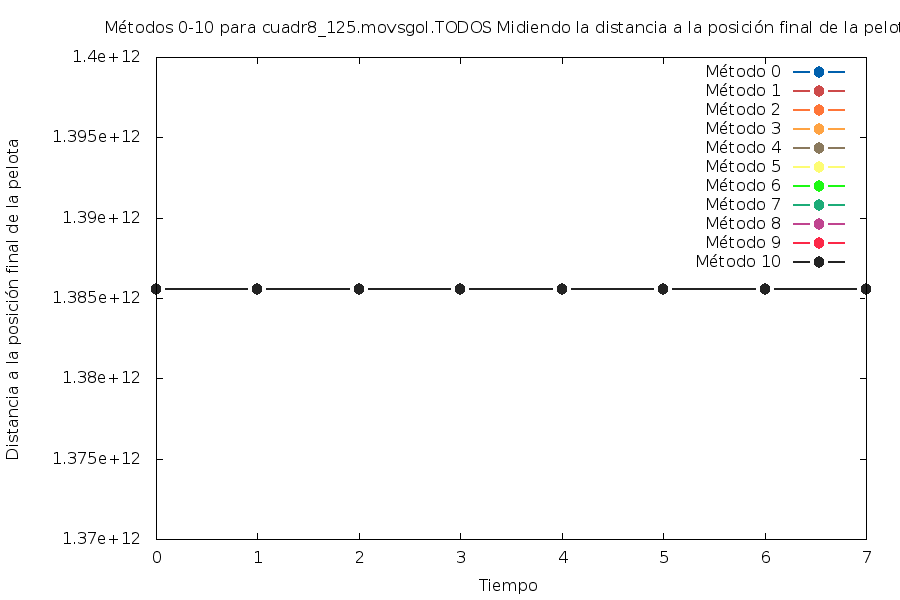 Métodos 0-10 para cuadr8_125.movsgol.TODOS Midiendo la distancia a la posición final de la pelot
1.4e+12
1.395e+12
1.39e+12
1.385e+12
1.38e+12
1.375e+12
1.37e+12
Distancia a la posición final de la pelota
Método 0
Método 1
Método 2
Método 3
Método 4
Método 5
Método 6
Método 7
Método 8
Método 9
Método 10
0 1 2 3 4 5 6 7
Tiempo